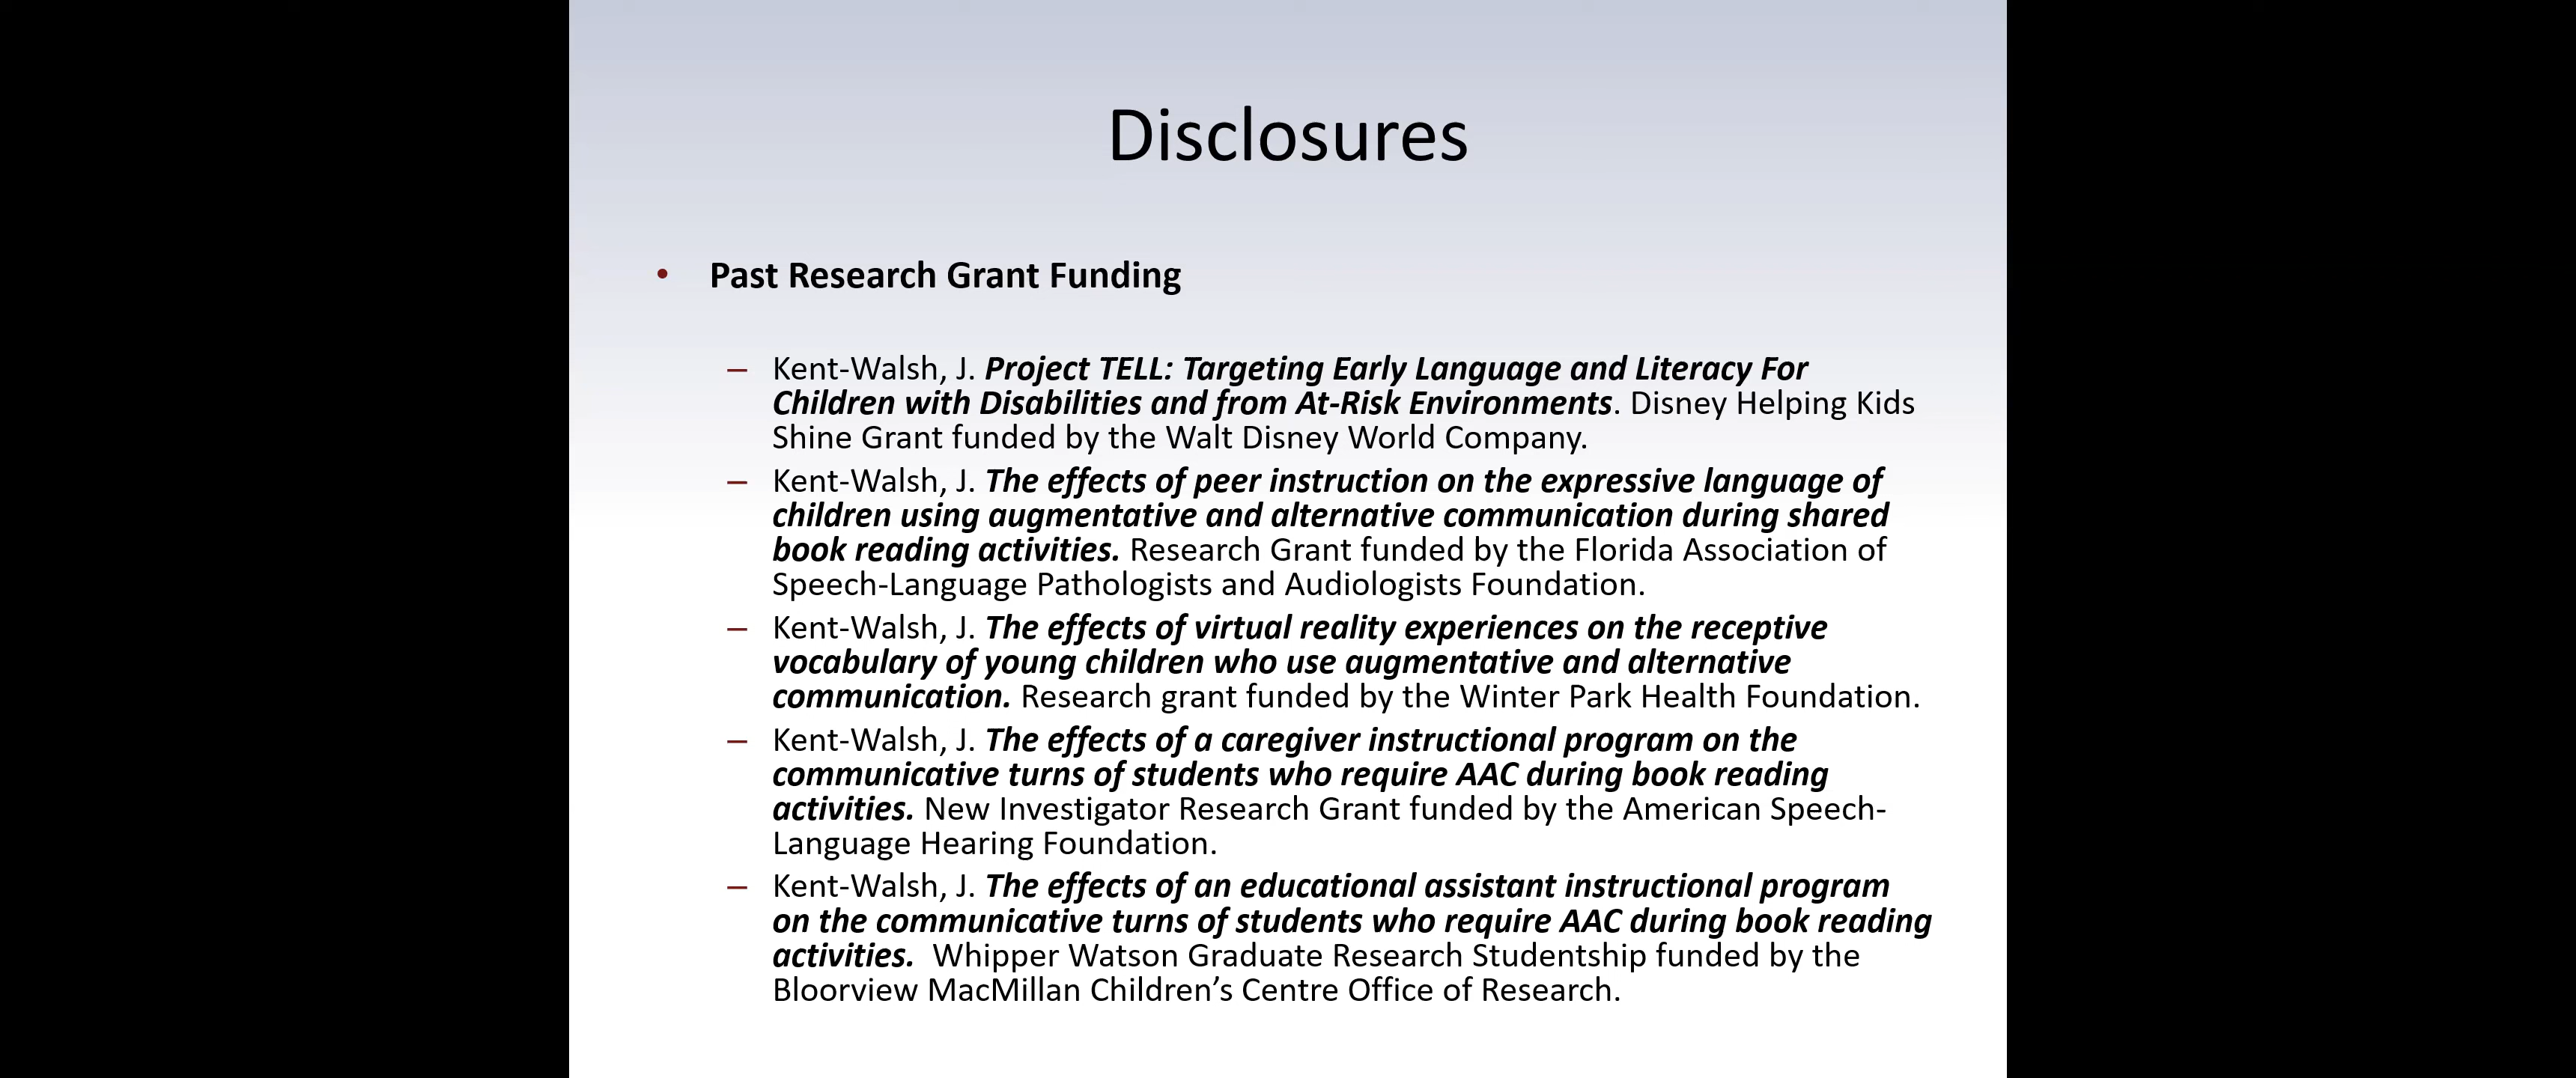 Disclosures
• Past Research Grant Funding
– Kent-Walsh, J. Project TELL: Targeting Early Language and Literacy For
Children with Disabilities and from At-Risk Environments. Disney Helping Kids
Shine Grant funded by the Walt Disney World Company.
– Kent-Walsh, J. The effects of peer instruction on the expressive language of
children using augmentative and alternative communication during shared
book reading activities. Research Grant funded by the Florida Association of
Speech-Language Pathologists and Audiologists Foundation.
– Kent-Walsh, J. The effects of virtual reality experiences on the receptive
vocabulary of young children who use augmentative and alternative
communication. Research grant funded by the Winter Park Health Foundation.
– Kent-Walsh, J. The effects of a caregiver instructional program on the
communicative turns of students who require AAC during book reading
activities. New Investigator Research Grant funded by the American Speech-
Language Hearing Foundation.
– Kent-Walsh, J. The effects of an educational assistant instructional program
on the communicative turns of students who require AAC during book reading
activities.  Whipper Watson Graduate Research Studentship funded by the
Bloorview MacMillan Children’s Centre Office of Research.